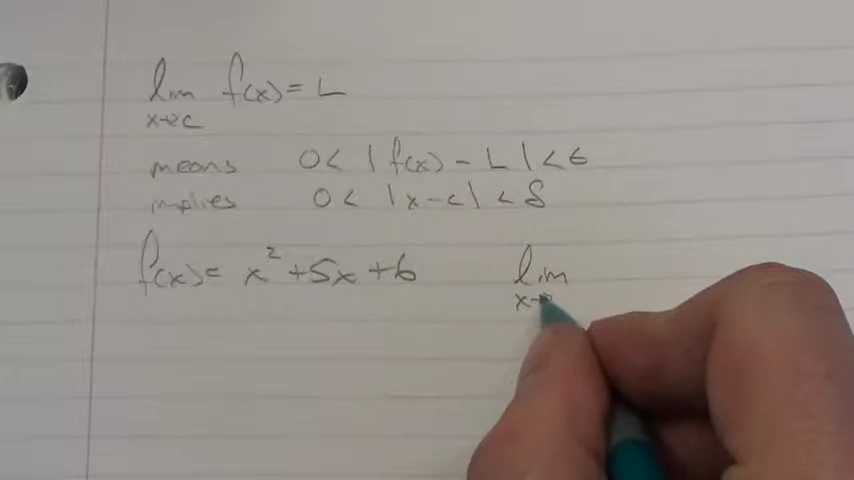 lim f(x) = L
x→c
means 0 < |f(x) - L| < ε
implies 0 < |x-c| < δ
f(x) = x² + 5x + 6 lim
x→